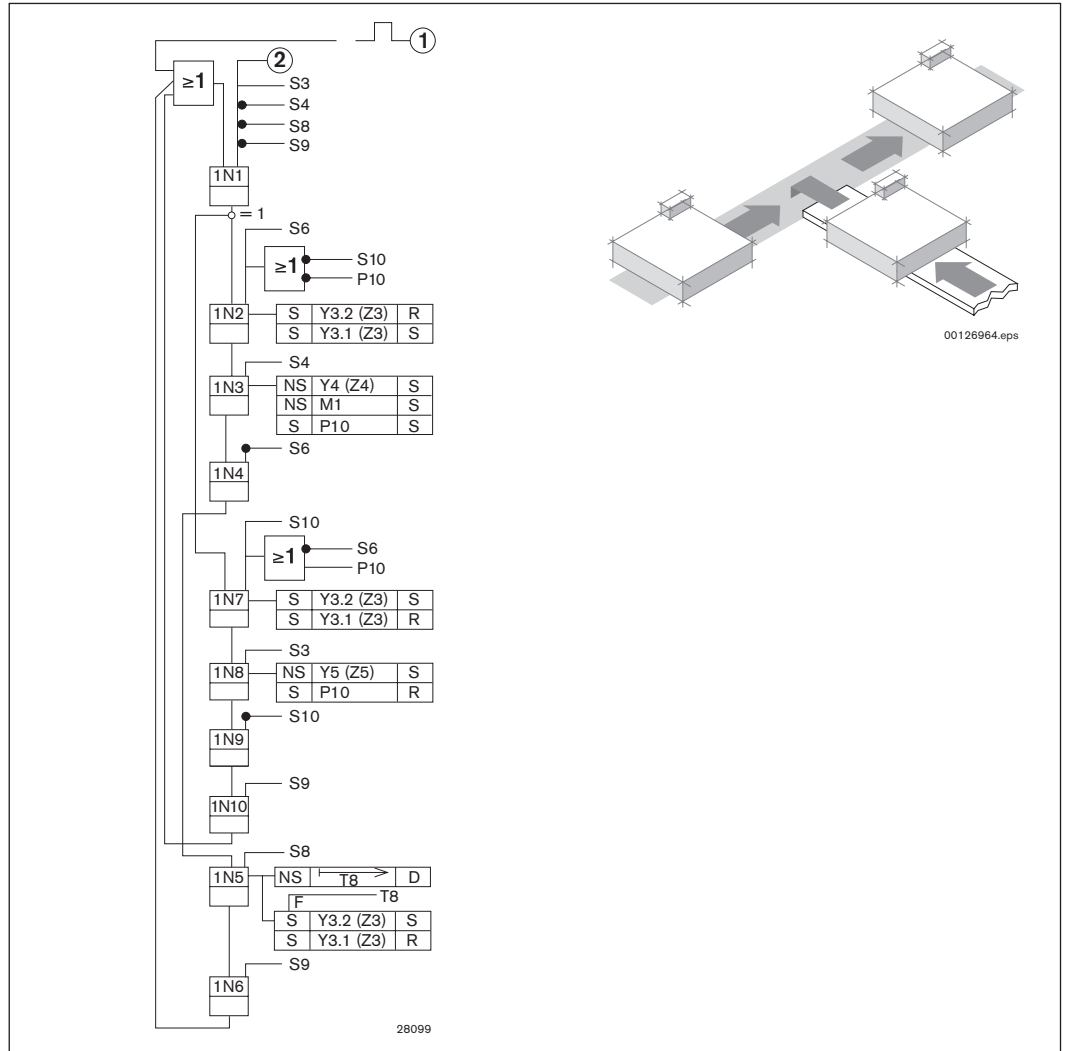 1
2
≥1
S3
S4
S8
S9
1N1
= 1
S6
≥1
S10
P10
1N2
S Y3.2 (Z3) R
S Y3.1 (Z3) S
S4
1N3
NS Y4 (Z4) S
NS M1 S
S P10 S
S6
1N4
S10
≥1
S6
P10
1N7
S Y3.2 (Z3) S
S Y3.1 (Z3) R
S3
1N8
NS Y5 (Z5) S
S P10 R
S10
1N9
S9
1N10
S8
1N5
NS T8 D
F T8
S Y3.2 (Z3) S
S Y3.1 (Z3) R
S9
1N6
28099
00126964.eps